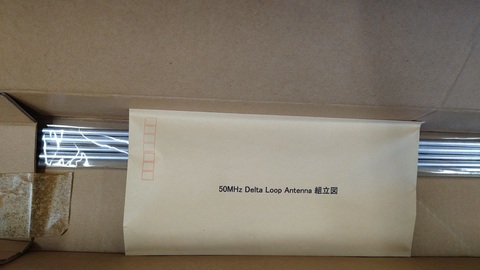 50MHz Delta Loop Antenna 組立図